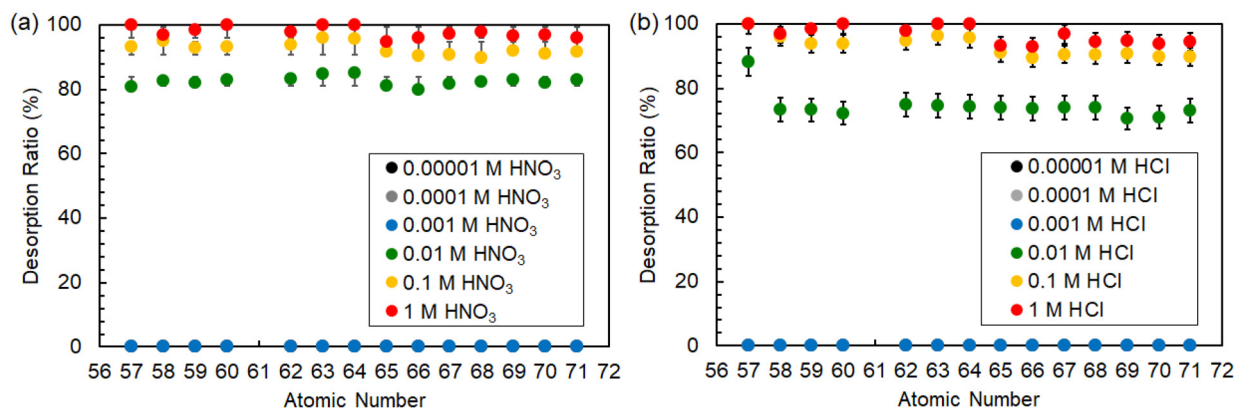 (a)
Desorption Ratio (%)
100
80
60
40
20
0
0.00001 M HNO₃
0.0001 M HNO₃
0.001 M HNO₃
0.01 M HNO₃
0.1 M HNO₃
1 M HNO₃
56 57 58 59 60 61 62 63 64 65 66 67 68 69 70 71 72
Atomic Number
(b)
Desorption Ratio (%)
100
80
60
40
20
0
0.00001 M HCl
0.0001 M HCl
0.001 M HCl
0.01 M HCl
0.1 M HCl
1 M HCl
56 57 58 59 60 61 62 63 64 65 66 67 68 69 70 71 72
Atomic Number